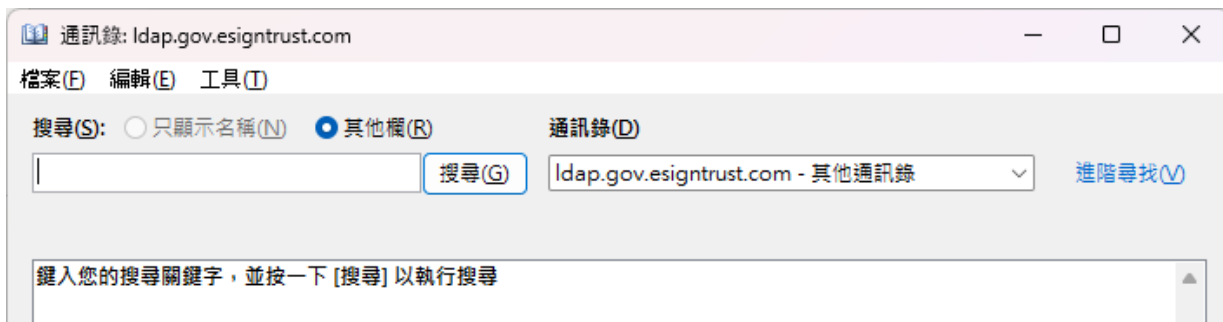 通訊錄: ldap.gov.esigntrust.com
檔案(F) 編輯(E) 工具(T)
搜尋(S): 只顯示名稱(N) 其他欄(R) 通訊錄(D)
搜尋(G) ldap.gov.esigntrust.com - 其他通訊錄 進階尋找(V)
鍵入您的搜尋關鍵字，並按一下 [搜尋] 以執行搜尋